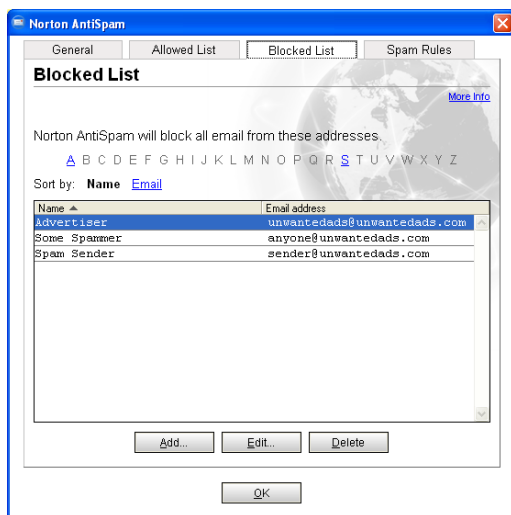 Norton AntiSpam
General Allowed List Blocked List Spam Rules
Blocked List
More Info
Norton AntiSpam will block all email from these addresses.
A B C D E F G H I J K L M N O P Q R S T U V W X Y Z
Sort by: Name Email
Name Email address
Advertiser unwantedads@unwantedads.com
Some Spammer anyone@unwantedads.com
Spam Sender sender@unwantedads.com
Add... Edit... Delete
OK